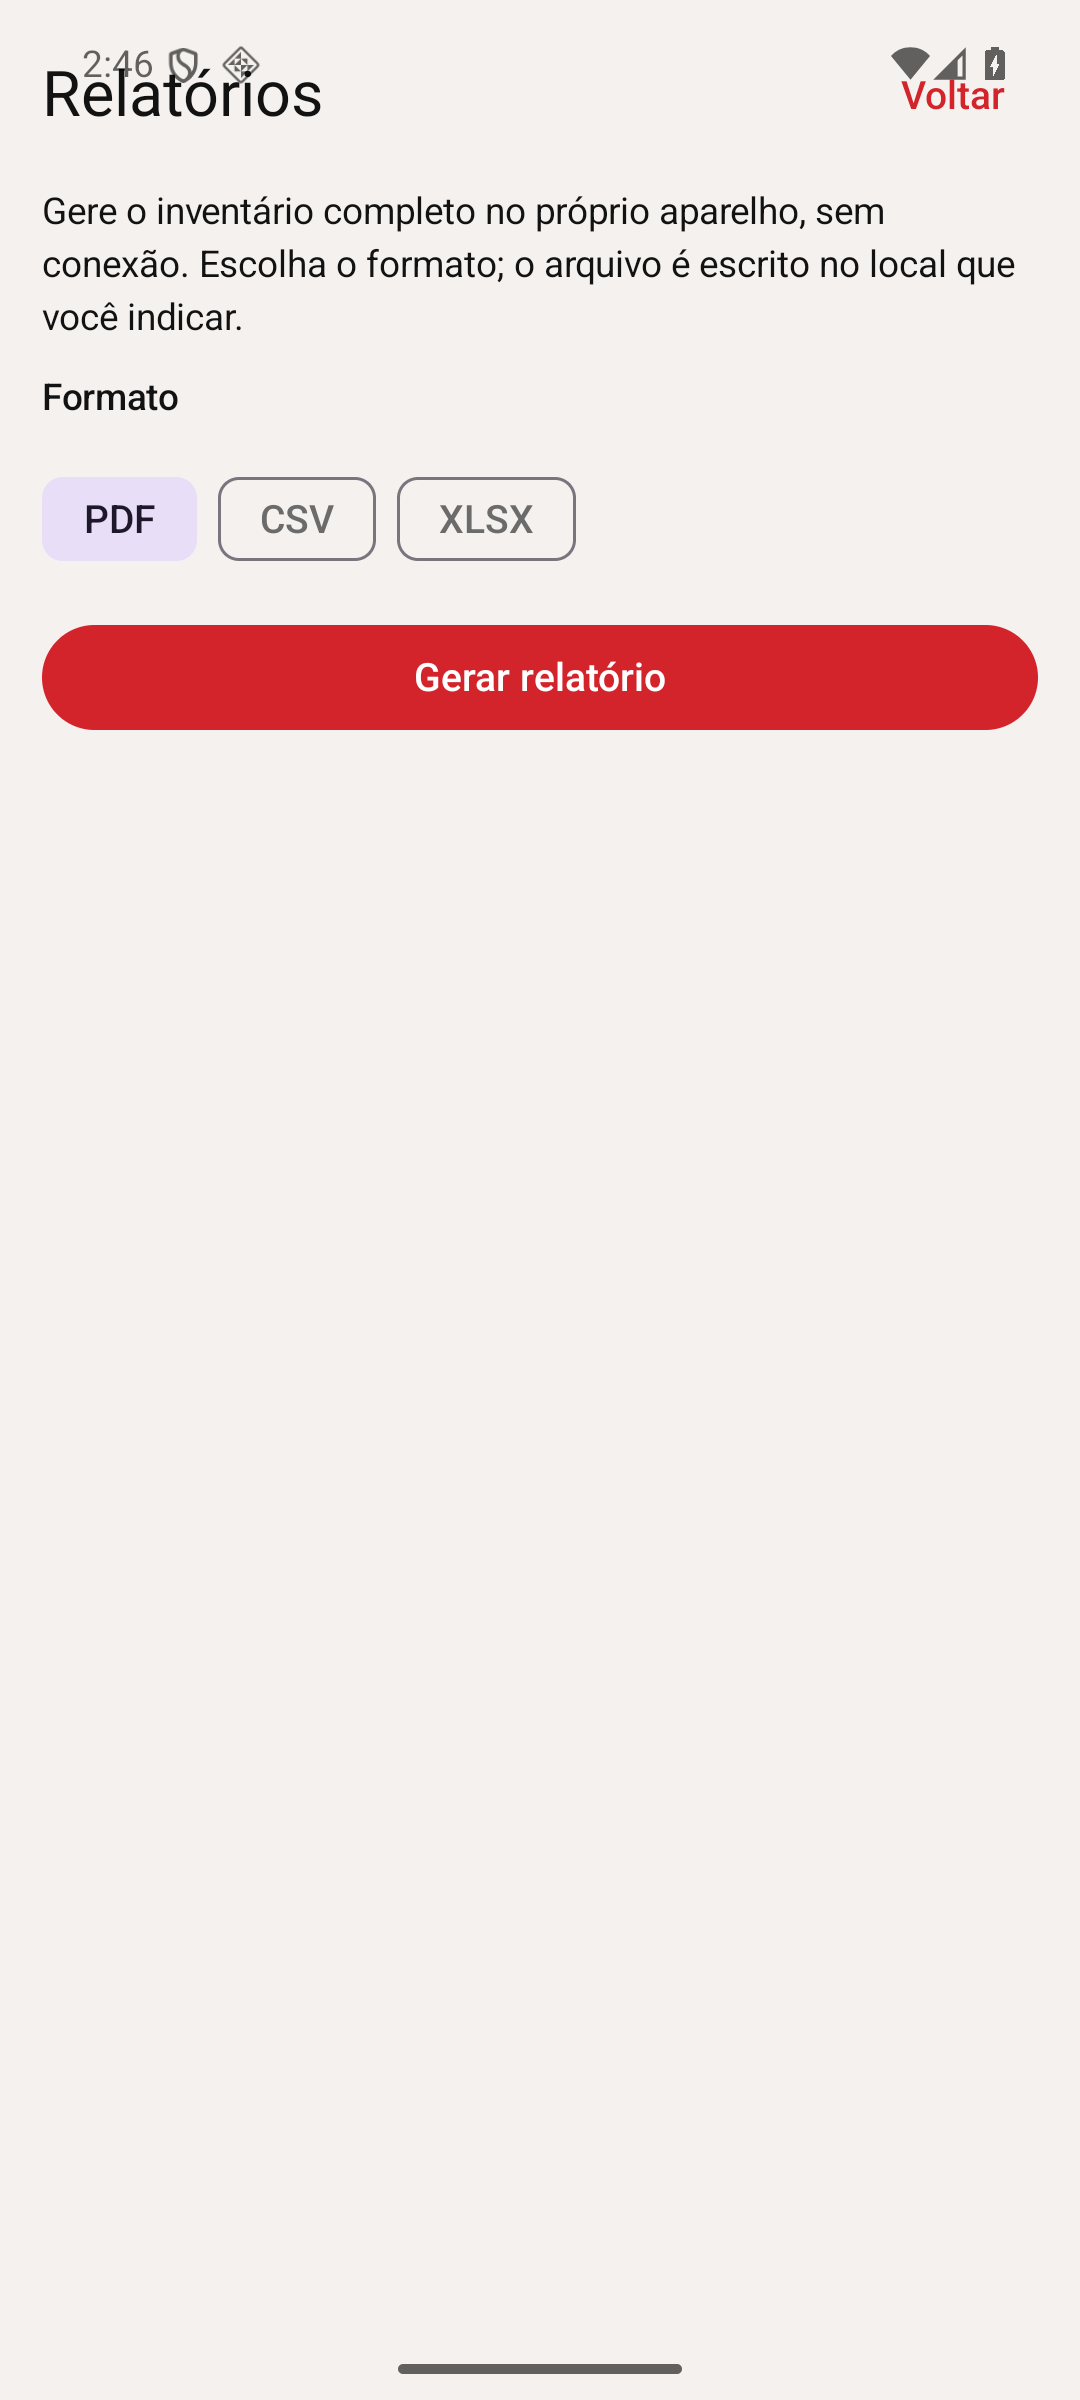 2:46
Relatórios
Voltar
Gere o inventário completo no próprio aparelho, sem
conexão. Escolha o formato; o arquivo é escrito no local que
você indicar.
Formato
PDF
CSV
XLSX
Gerar relatório